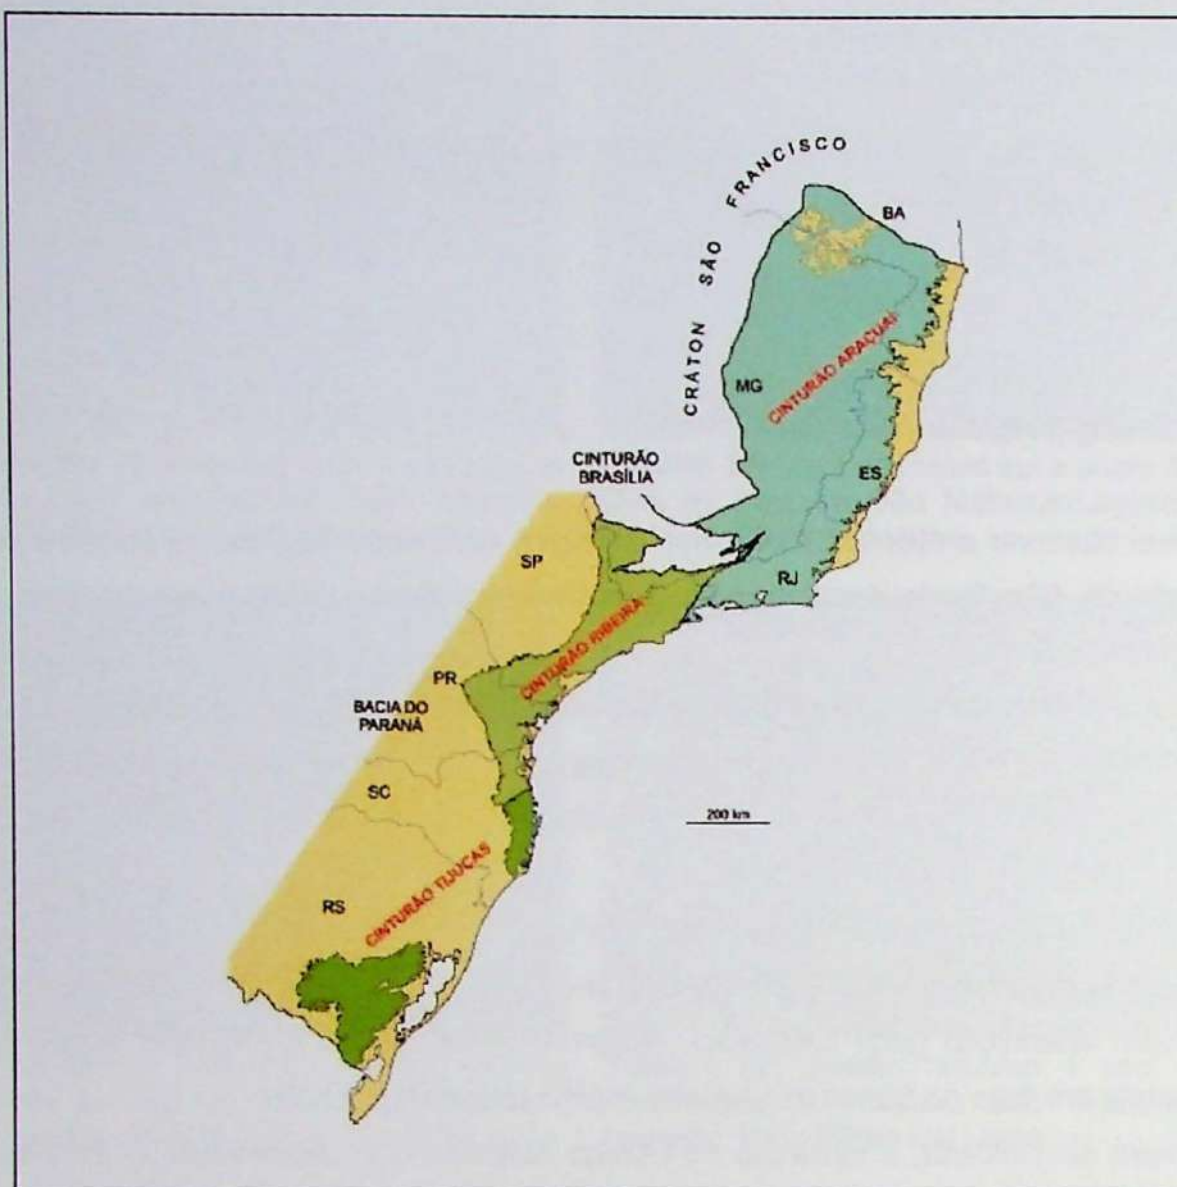 CRÁTON SÃO FRANCISCO
BA
CINTURÃO ARAÇUAÍ
MG
CINTURÃO
BRASÍLIA
ES
SP
RJ
CINTURÃO RIBEIRA
PR
BACIA DO
PARANÁ
SC
200 km
CINTURÃO TIJUCAS
RS